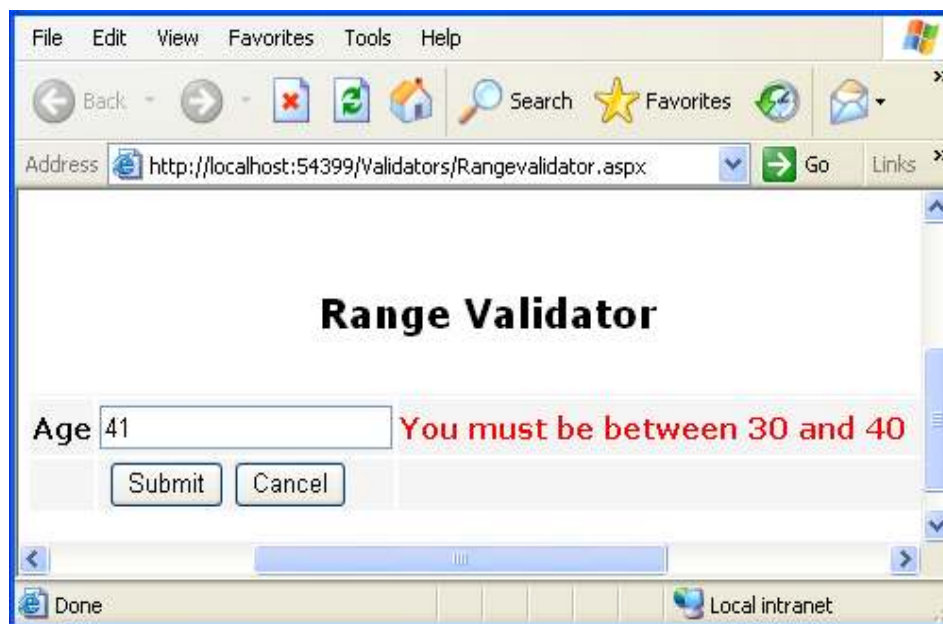 File Edit View Favorites Tools Help
Back Search Favorites
Address http://localhost:54399/Validators/Rangevalidator.aspx Go Links
Range Validator
Age 41 You must be between 30 and 40
Submit Cancel
Done Local intranet